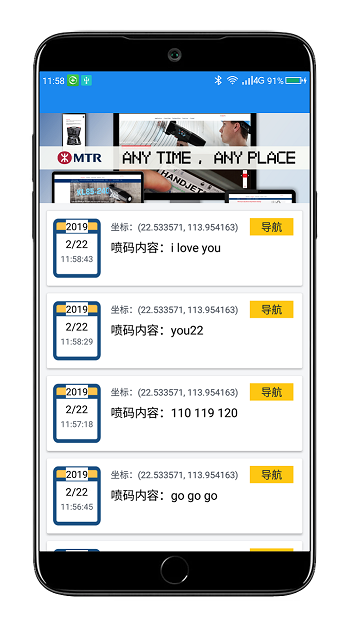 11:58
4G 91%
MTR
ANY TIME , ANY PLACE
HANDJET
2019
2/22
11:58:43
坐标：(22.533571, 113.954163)
导航
喷码内容：i love you
2019
2/22
11:58:29
坐标：(22.533571, 113.954163)
导航
喷码内容：you22
2019
2/22
11:57:18
坐标：(22.533571, 113.954163)
导航
喷码内容：110 119 120
2019
2/22
11:56:45
坐标：(22.533571, 113.954163)
导航
喷码内容：go go go